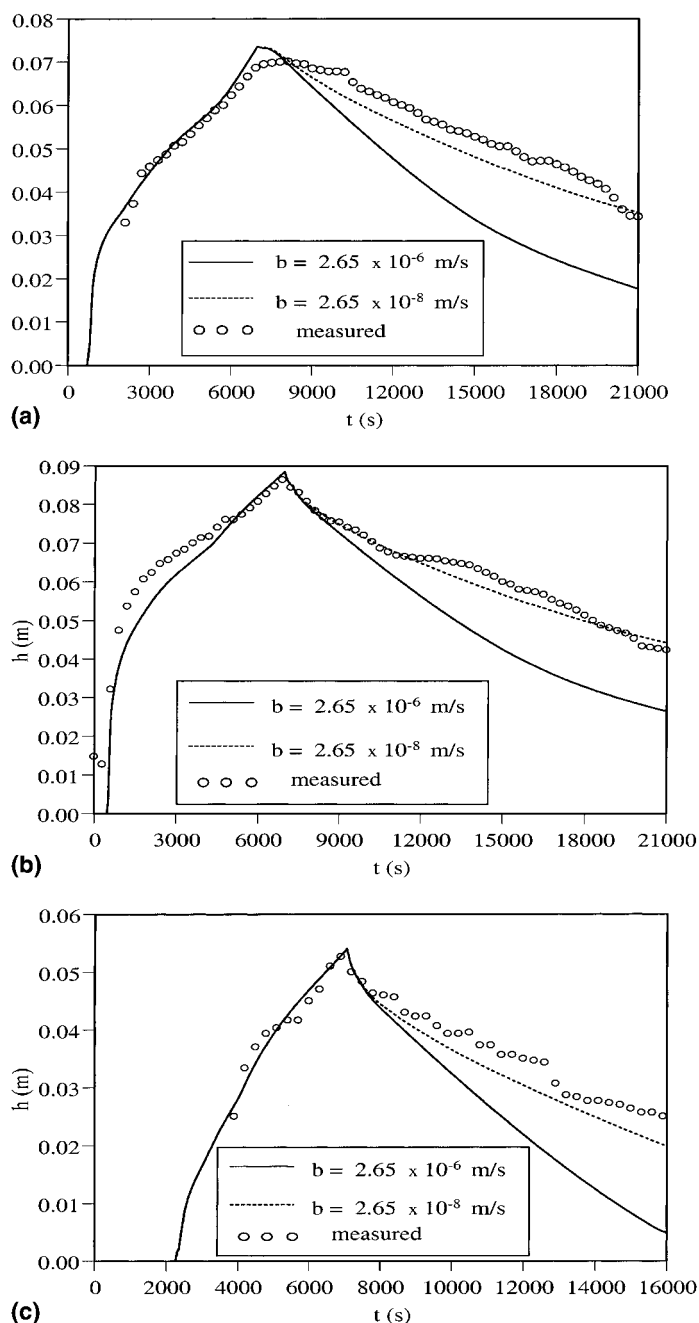 0.08
0.07
0.06
0.05
0.04
0.03
0.02
0.01
0.00
b = 2.65 x 10⁻⁶ m/s
b = 2.65 x 10⁻⁸ m/s
measured
0 3000 6000 9000 12000 15000 18000 21000
t (s)
(a)
0.09
0.08
0.07
0.06
0.05
0.04
0.03
0.02
0.01
0.00
h (m)
b = 2.65 x 10⁻⁶ m/s
b = 2.65 x 10⁻⁸ m/s
measured
0 3000 6000 9000 12000 15000 18000 21000
t (s)
(b)
0.06
0.05
0.04
0.03
0.02
0.01
0.00
h (m)
b = 2.65 x 10⁻⁶ m/s
b = 2.65 x 10⁻⁸ m/s
measured
0 2000 4000 6000 8000 10000 12000 14000 16000
t (s)
(c)